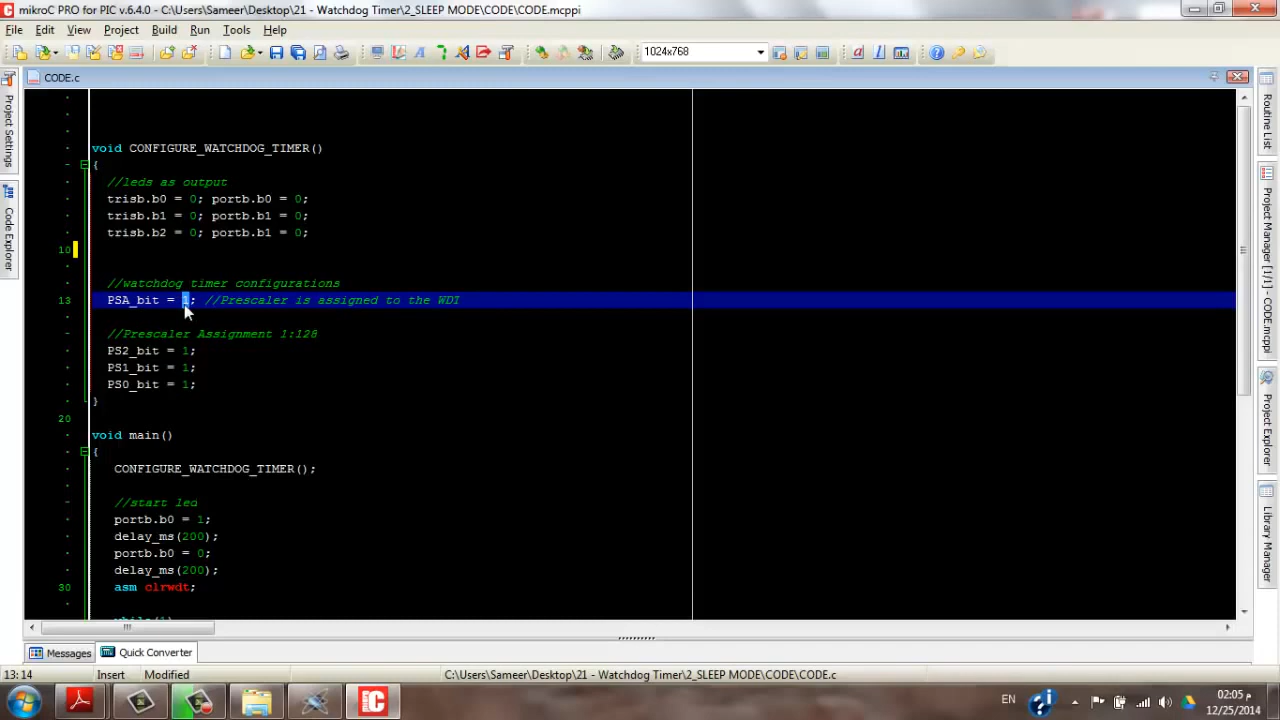 mikroC PRO for PIC v.6.4.0 - C:\Users\Sameer\Desktop\21 - Watchdog Timer\2_SLEEP MODE\CODE\CODE.mcppi
File Edit View Project Build Run Tools Help
1024x768
CODE.c
Project Settings
Code Explorer
void CONFIGURE_WATCHDOG_TIMER()
{
//leds as output
trisb.b0 = 0; portb.b0 = 0;
trisb.b1 = 0; portb.b1 = 0;
trisb.b2 = 0; portb.b1 = 0;
10
//watchdog timer configurations
13 PSA_bit = 1; //Prescaler is assigned to the WDT
//Prescaler Assignment 1:128
PS2_bit = 1;
PS1_bit = 1;
PS0_bit = 1;
}
20
void main()
{
CONFIGURE_WATCHDOG_TIMER();
//start led
portb.b0 = 1;
delay_ms(200);
portb.b0 = 0;
delay_ms(200);
30 asm clrwdt;
while(1)
Routine List
Project Manager [1/1] - CODE.mcppi
Project Explorer
Library Manager
Messages Quick Converter
13:14 Insert Modified C:\Users\Sameer\Desktop\21 - Watchdog Timer\2_SLEEP MODE\CODE\CODE.c
EN
02:05 م
12/25/2014